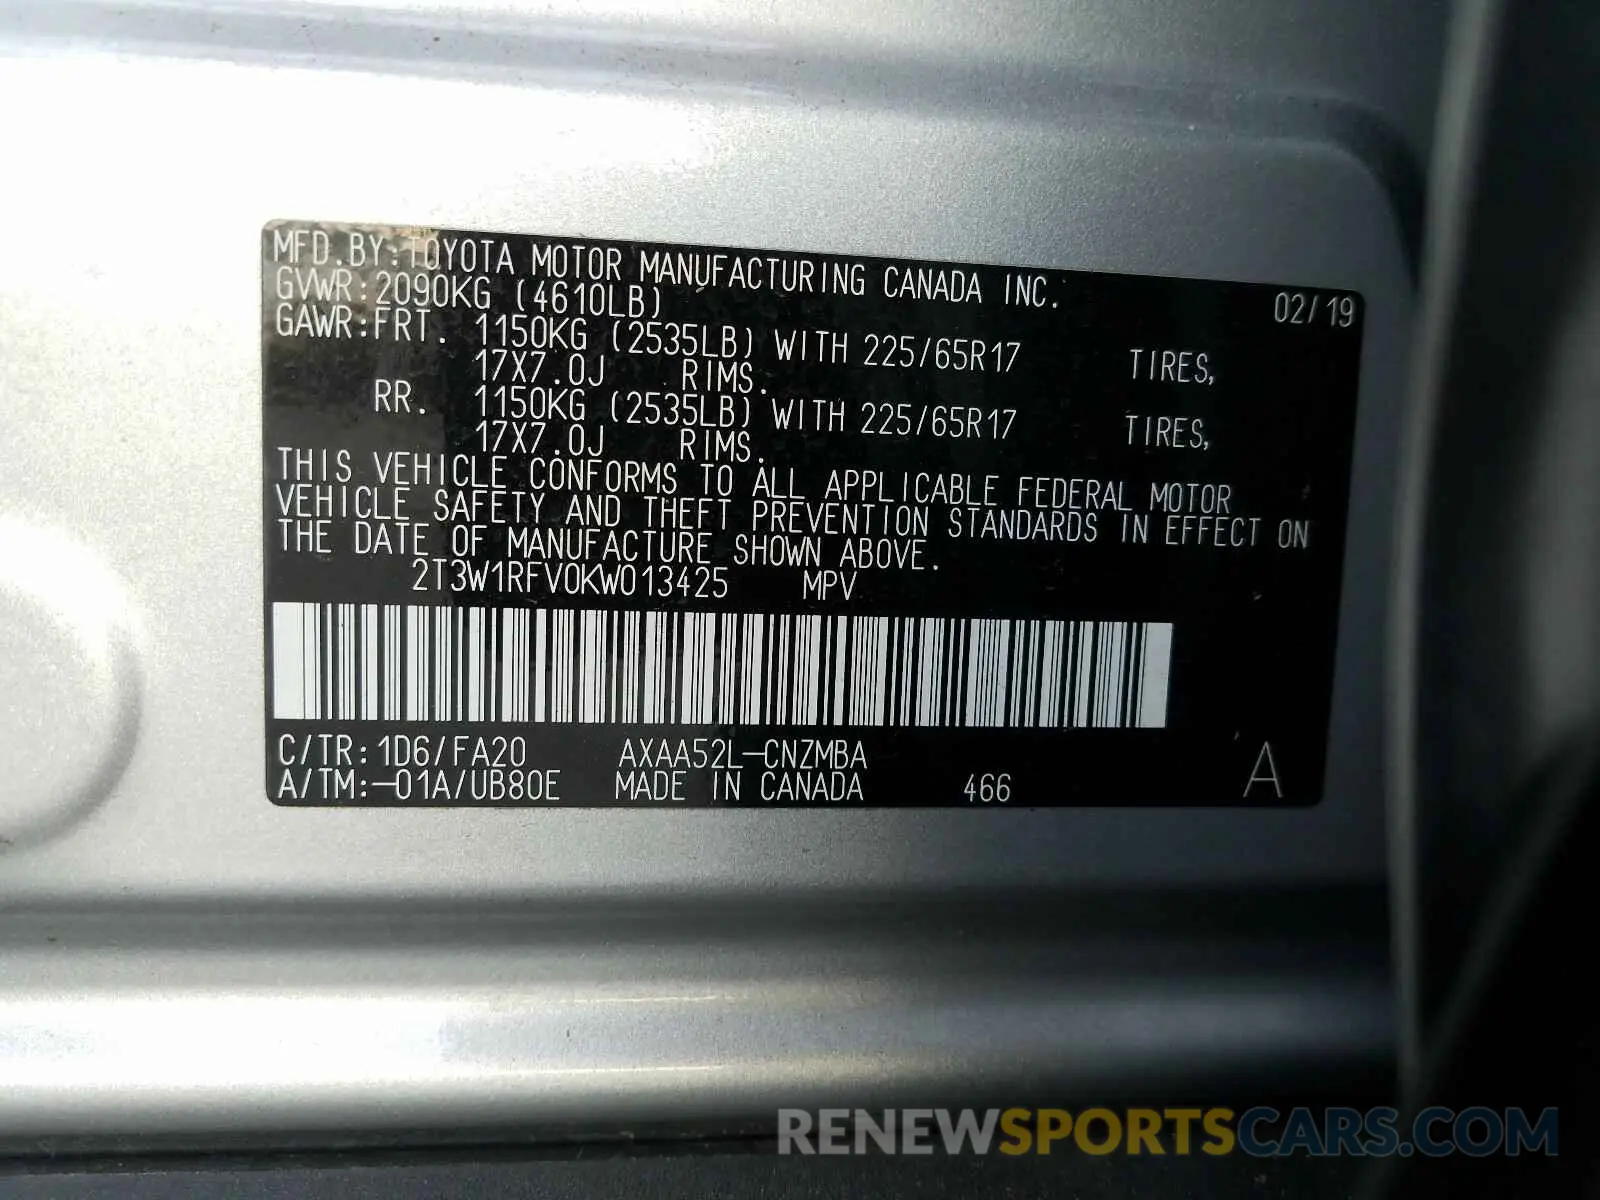 MFD.BY:TOYOTA MOTOR MANUFACTURING CANADA INC. 02/19
GVWR:2090KG (4610LB)
GAWR:FRT. 1150KG (2535LB) WITH 225/65R17 TIRES,
17X7.0J RIMS.
RR. 1150KG (2535LB) WITH 225/65R17 TIRES,
17X7.0J RIMS.
THIS VEHICLE CONFORMS TO ALL APPLICABLE FEDERAL MOTOR
VEHICLE SAFETY AND THEFT PREVENTION STANDARDS IN EFFECT ON
THE DATE OF MANUFACTURE SHOWN ABOVE.
2T3W1RFV0KW013425 MPV
C/TR:1D6/FA20 AXAA52L-CNZMBA
A/TM:-01A/UB80E MADE IN CANADA 466 A
RENEWSPORTSCARS.COM